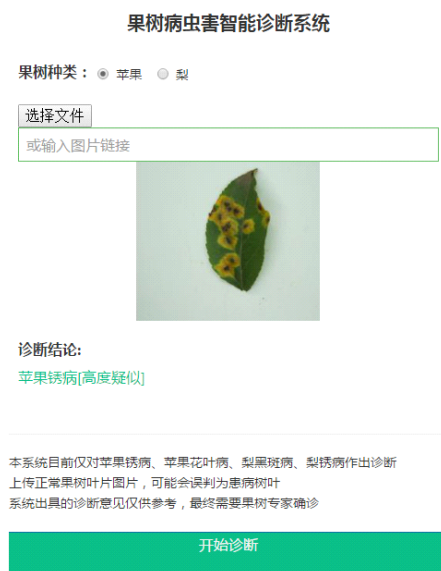 果树病虫害智能诊断系统
果树种类： 苹果 梨
选择文件
或输入图片链接
诊断结论:
苹果锈病[高度疑似]
本系统目前仅对苹果锈病、苹果花叶病、梨黑斑病、梨锈病作出诊断
上传正常果树叶片图片，可能会误判为患病树叶
系统出具的诊断意见仅供参考，最终需要果树专家确诊
开始诊断